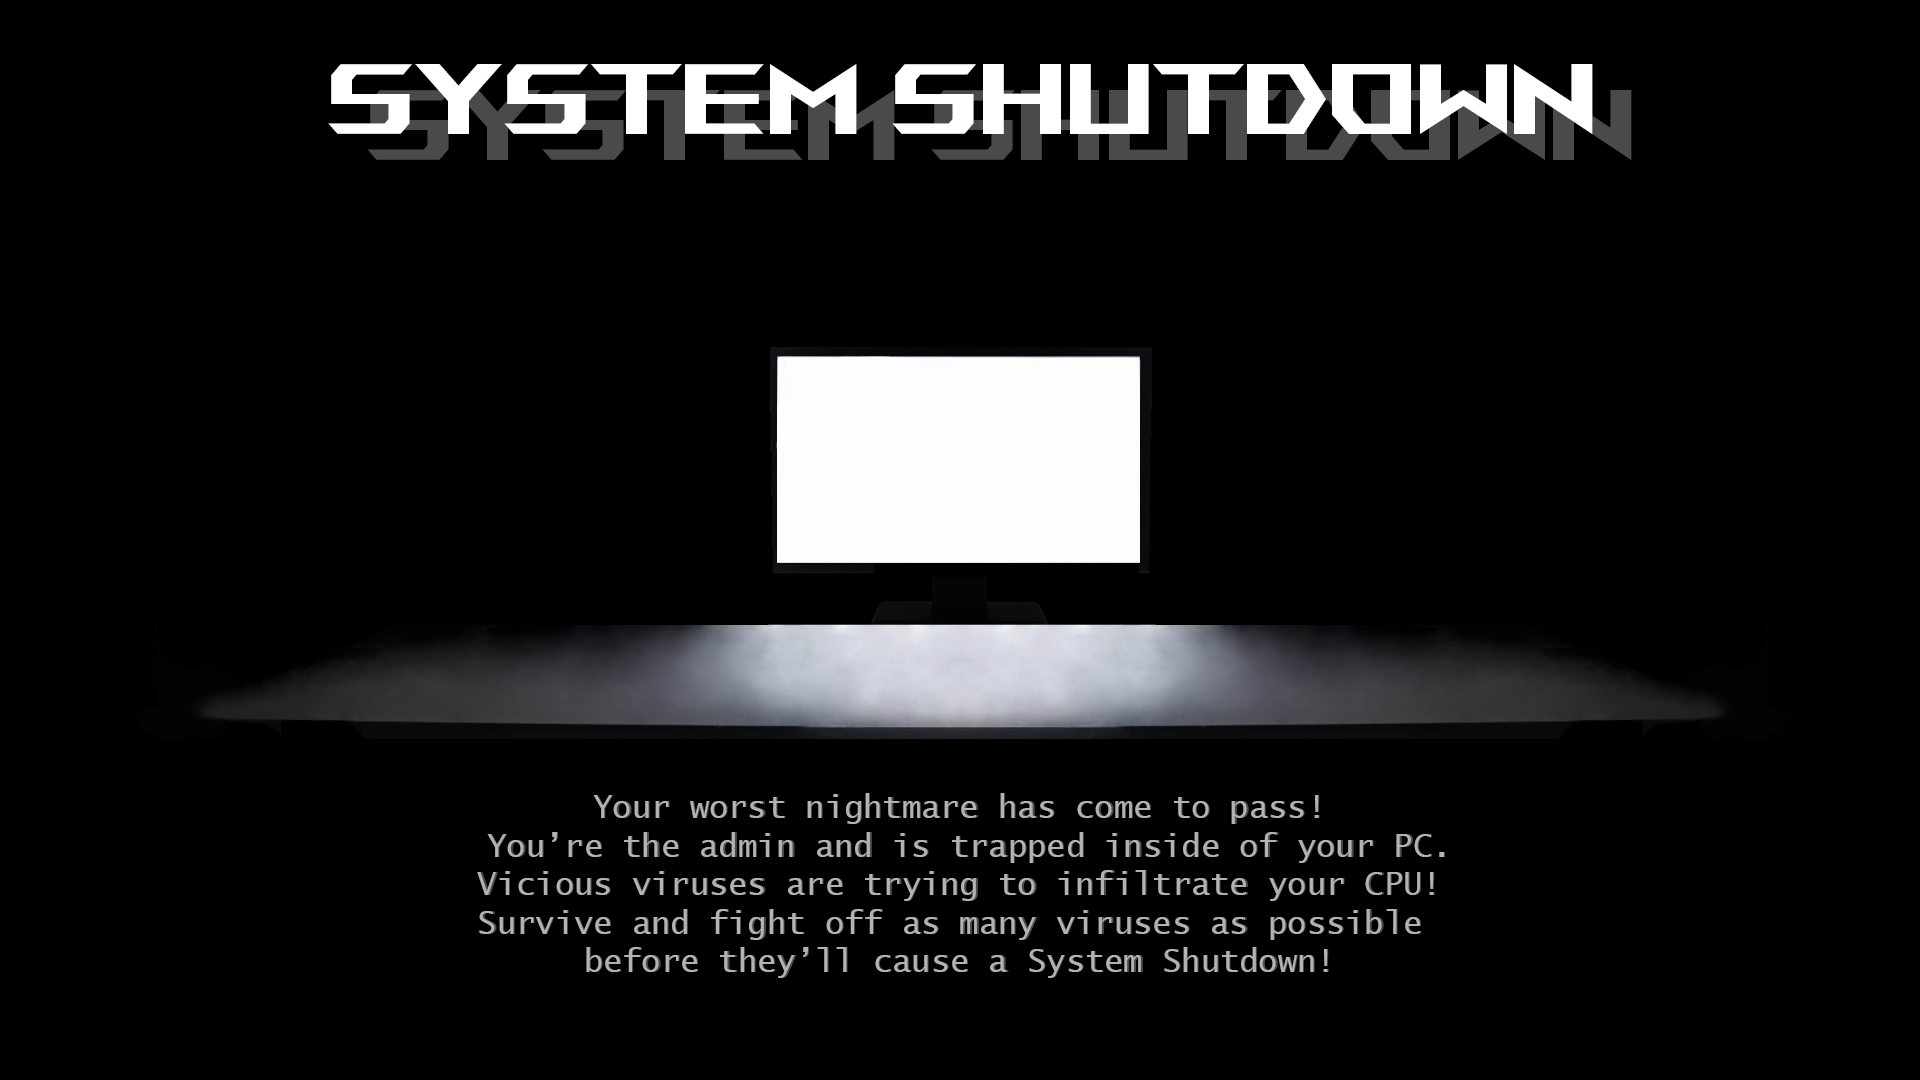 SYSTEM SHUTDOWN
Your worst nightmare has come to pass!
You’re the admin and is trapped inside of your PC.
Vicious viruses are trying to infiltrate your CPU!
Survive and fight off as many viruses as possible
before they’ll cause a System Shutdown!